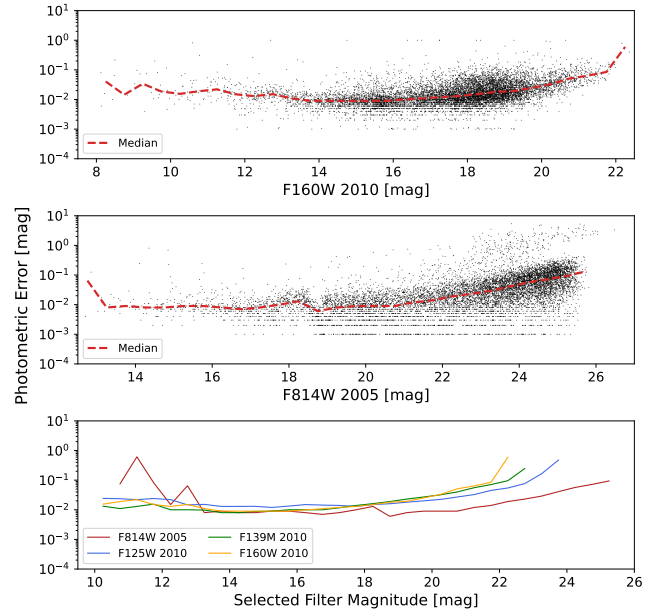 10¹
10⁰
10⁻¹
10⁻²
10⁻³
10⁻⁴
Median
8 10 12 14 16 18 20 22
F160W 2010 [mag]
Photometric Error [mag]
10¹
10⁰
10⁻¹
10⁻²
10⁻³
10⁻⁴
Median
14 16 18 20 22 24 26
F814W 2005 [mag]
10¹
10⁰
10⁻¹
10⁻²
10⁻³
10⁻⁴
F814W 2005 F139M 2010
F125W 2010 F160W 2010
10 12 14 16 18 20 22 24 26
Selected Filter Magnitude [mag]